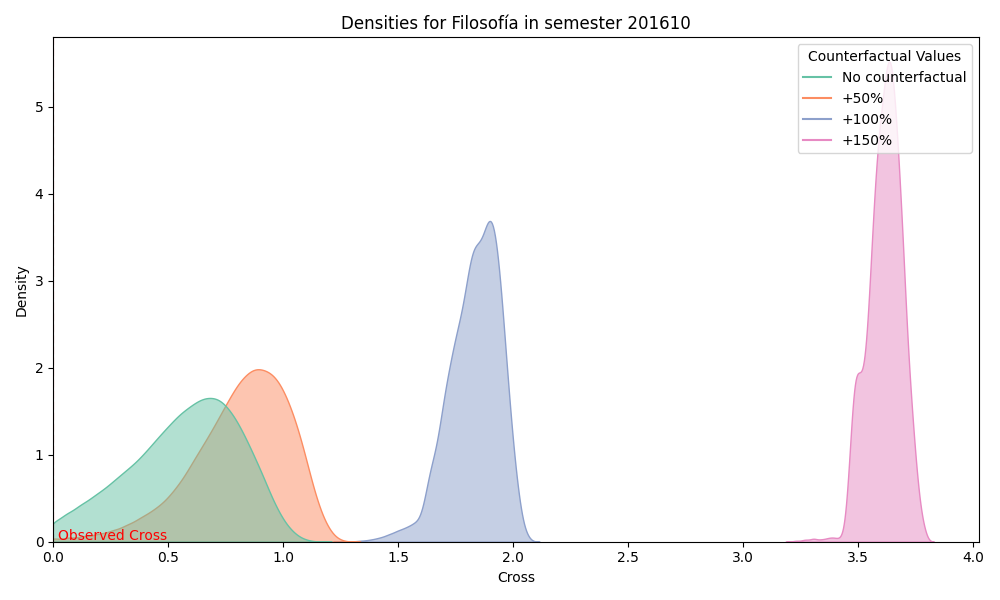 Densities for Filosofía in semester 201610
Counterfactual Values
No counterfactual
+50%
+100%
+150%
Density
5
4
3
2
1
0
Observed Cross
0.0 0.5 1.0 1.5 2.0 2.5 3.0 3.5 4.0
Cross